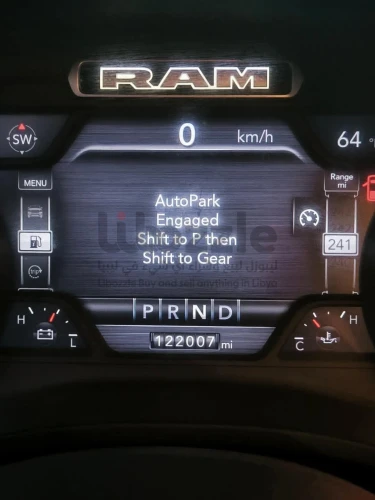 RAM
SW
0 km/h
64 °
MENU
Range
mi
AutoPark
Engaged
Shift to P then
Shift to Gear
241
P R N D
H
L
122007 mi
C
H